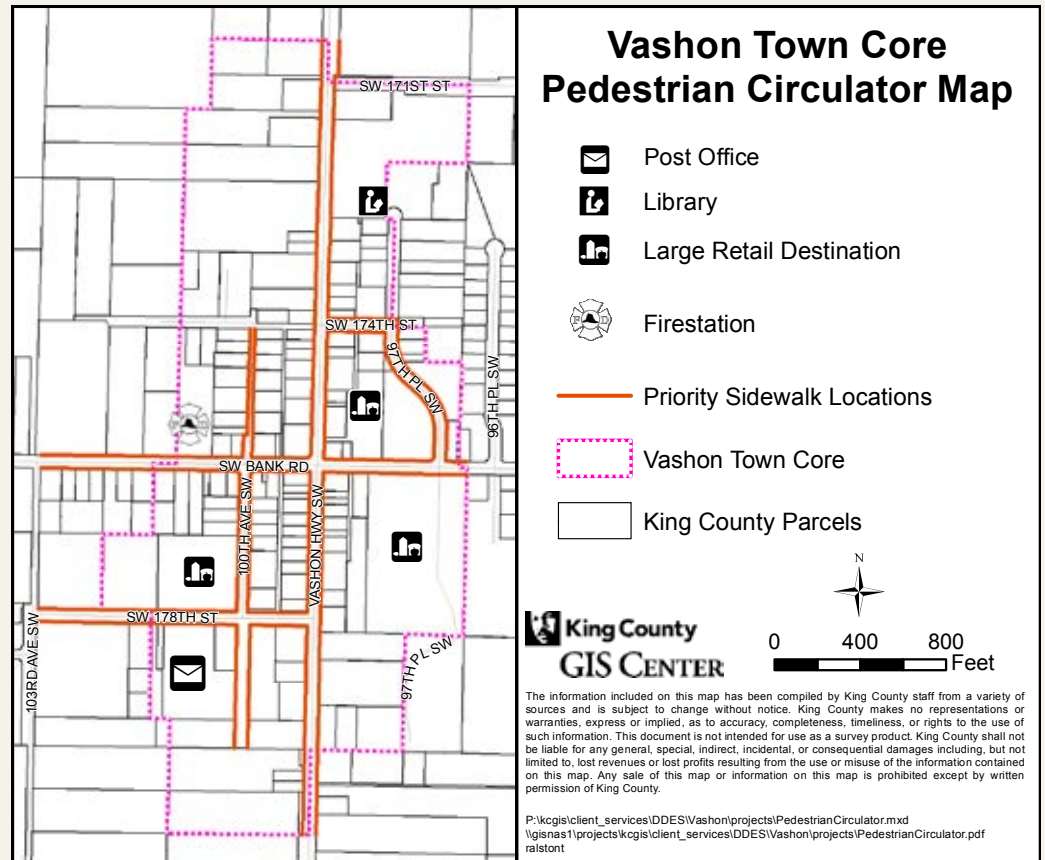 Vashon Town Core
Pedestrian Circulator Map
Post Office
Library
Large Retail Destination
Firestation
Priority Sidewalk Locations
Vashon Town Core
King County Parcels
N
King County
GIS CENTER
0 400 800
Feet
The information included on this map has been compiled by King County staff from a variety of
sources and is subject to change without notice. King County makes no representations or
warranties, express or implied, as to accuracy, completeness, timeliness, or rights to the use of
such information. This document is not intended for use as a survey product. King County shall not
be liable for any general, special, indirect, incidental, or consequential damages including, but not
limited to, lost revenues or lost profits resulting from the use or misuse of the information contained
on this map. Any sale of this map or information on this map is prohibited except by written
permission of King County.
P:\kcgis\client_services\DDES\Vashon\projects\PedestrianCirculator.mxd
\\gisnas1\projects\kcgis\client_services\DDES\Vashon\projects\PedestrianCirculator.pdf
ralstont
SW 171ST ST
SW 174TH ST
97TH PL SW
96TH PL SW
SW BANK RD
100TH AVE SW
VASHON HWY SW
SW 178TH ST
103RD AVE SW
97TH PL SW